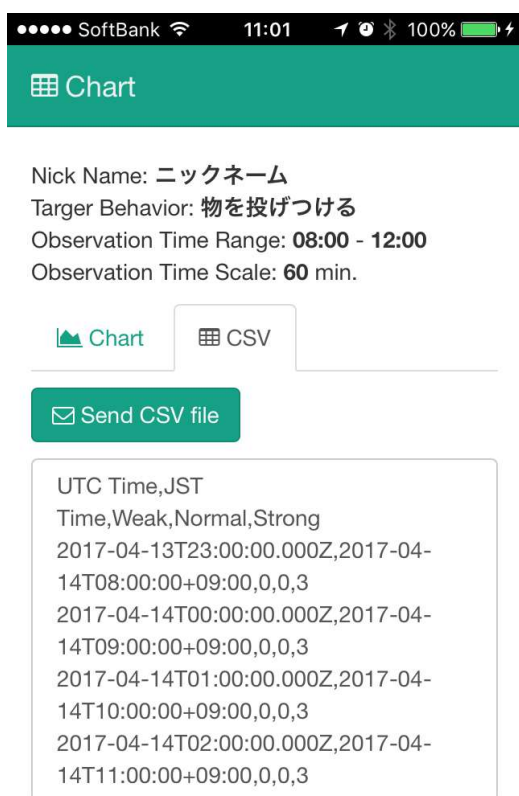 SoftBank 11:01 100%
Chart
Nick Name: ニックネーム
Targer Behavior: 物を投げつける
Observation Time Range: 08:00 - 12:00
Observation Time Scale: 60 min.
Chart CSV
Send CSV file
UTC Time,JST
Time,Weak,Normal,Strong
2017-04-13T23:00:00.000Z,2017-04-
14T08:00:00+09:00,0,0,3
2017-04-14T00:00:00.000Z,2017-04-
14T09:00:00+09:00,0,0,3
2017-04-14T01:00:00.000Z,2017-04-
14T10:00:00+09:00,0,0,3
2017-04-14T02:00:00.000Z,2017-04-
14T11:00:00+09:00,0,0,3